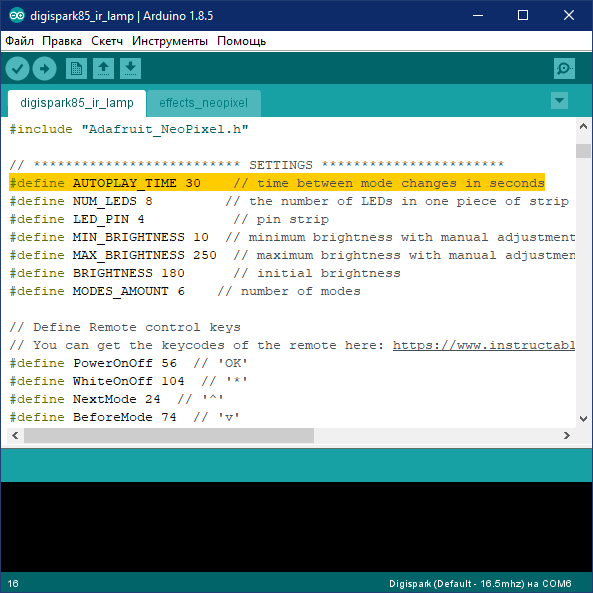 digispark85_ir_lamp | Arduino 1.8.5
Файл Правка Скетч Инструменты Помощь
digispark85_ir_lamp effects_neopixel
#include "Adafruit_NeoPixel.h"
// ************************** SETTINGS ***********************
#define AUTOPLAY_TIME 30 // time between mode changes in seconds
#define NUM_LEDS 8 // the number of LEDs in one piece of strip
#define LED_PIN 4 // pin strip
#define MIN_BRIGHTNESS 10 // minimum brightness with manual adjustment
#define MAX_BRIGHTNESS 250 // maximum brightness with manual adjustmen
#define BRIGHTNESS 180 // initial brightness
#define MODES_AMOUNT 6 // number of modes
// Define Remote control keys
// You can get the keycodes of the remote here: https://www.instructabl
#define PowerOnOff 56 // 'OK'
#define WhiteOnOff 104 // '*'
#define NextMode 24 // '^'
#define BeforeMode 74 // 'v'
16 Digispark (Default - 16.5mhz) на COM6